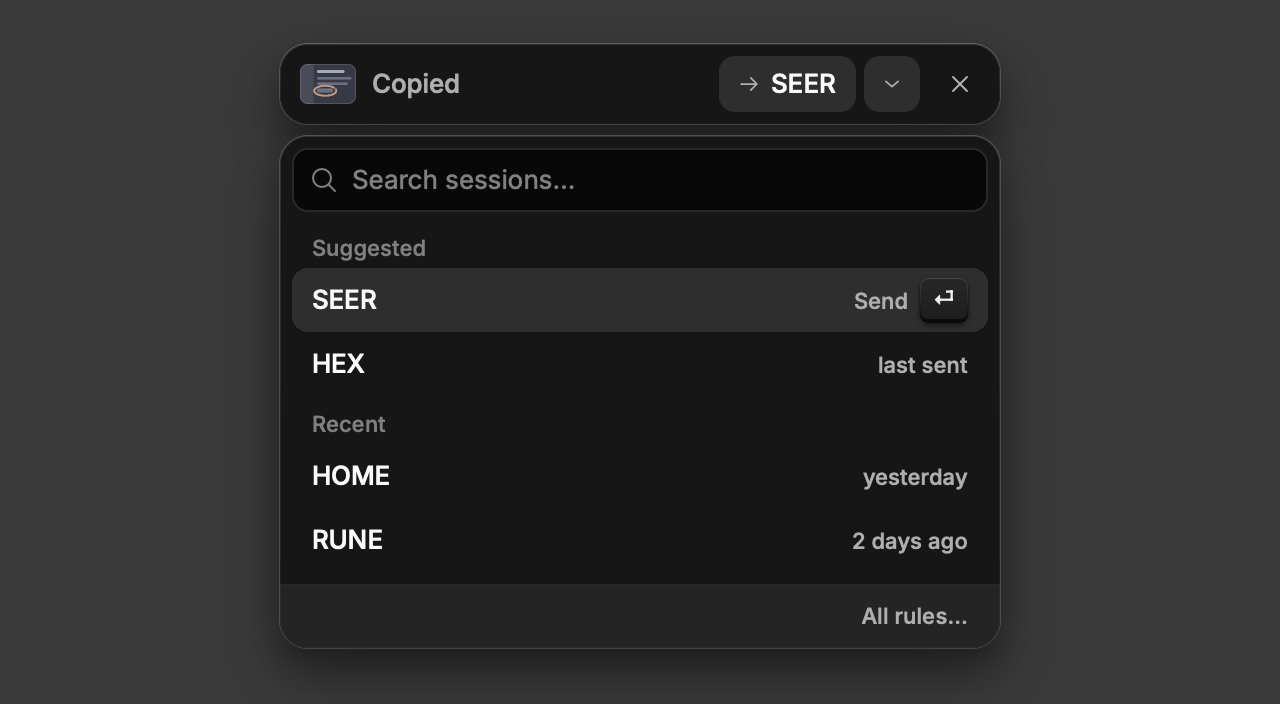 Copied
SEER
Search sessions...
Suggested
SEER Send
HEX last sent
Recent
HOME yesterday
RUNE 2 days ago
All rules...